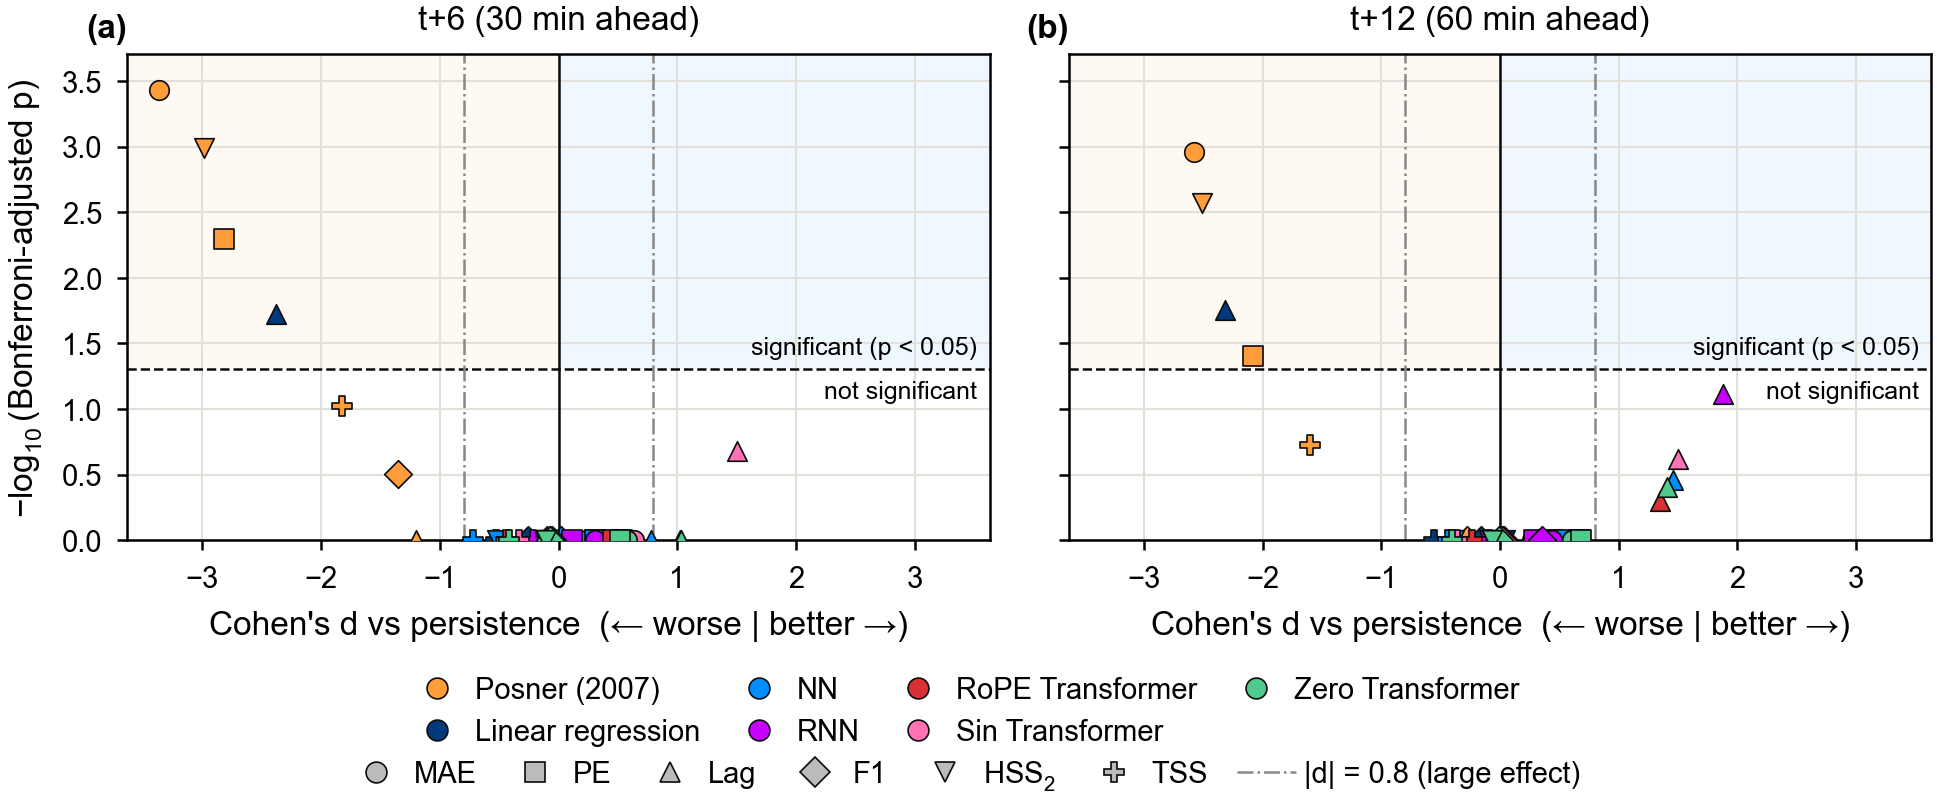 (a) t+6 (30 min ahead)
(b) t+12 (60 min ahead)
−log10 (Bonferroni-adjusted p)
3.5
3.0
2.5
2.0
1.5
1.0
0.5
0.0
significant (p < 0.05)
not significant
significant (p < 0.05)
not significant
−3 −2 −1 0 1 2 3
−3 −2 −1 0 1 2 3
Cohen's d vs persistence (← worse | better →)
Cohen's d vs persistence (← worse | better →)
Posner (2007) NN RoPE Transformer Zero Transformer
Linear regression RNN Sin Transformer
MAE PE Lag F1 HSS2 TSS |d| = 0.8 (large effect)